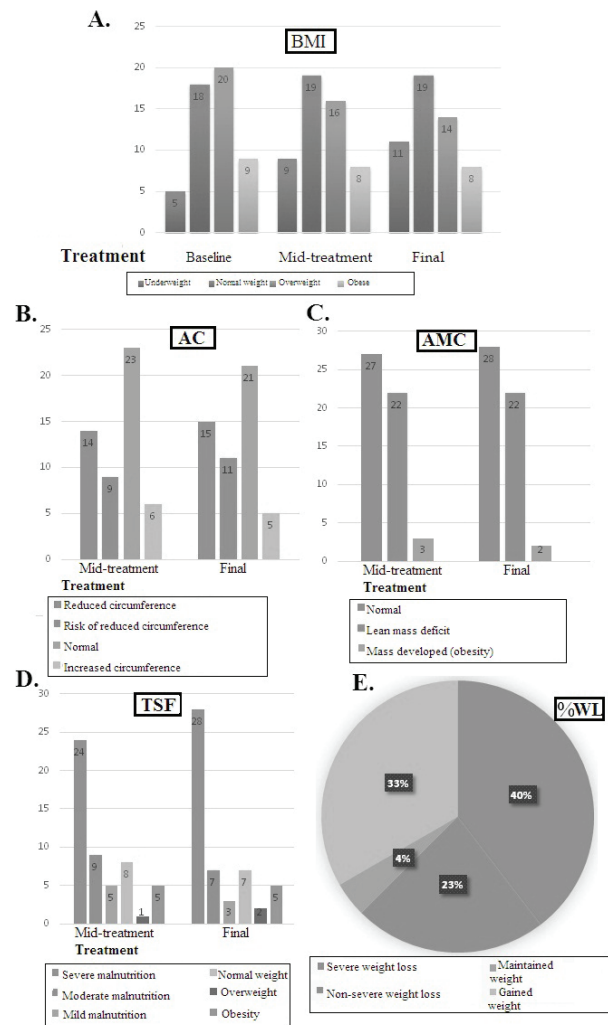 A.
BMI
25
20
15
10
5
0
5 18 20 9
9 19 16 8
11 19 14 8
Treatment Baseline Mid-treatment Final
Underweight Normal weight Overweight Obese
B.
AC
25
20
15
10
5
0
14 9 23 6
15 11 21 5
Mid-treatment Final
Treatment
Reduced circumference
Risk of reduced circumference
Normal
Increased circumference
C.
AMC
30
25
20
15
10
5
0
27 22 3
28 22 2
Mid-treatment Final
Treatment
Normal
Lean mass deficit
Mass developed (obesity)
D.
TSF
30
25
20
15
10
5
0
24 9 5 8 1 5
28 7 3 7 2 5
Mid-treatment Final
Treatment
Severe malnutrition
Moderate malnutrition
Mild malnutrition
Normal weight
Overweight
Obesity
E.
%WL
33%
40%
4%
23%
Severe weight loss
Non-severe weight loss
Maintained
weight
Gained
weight